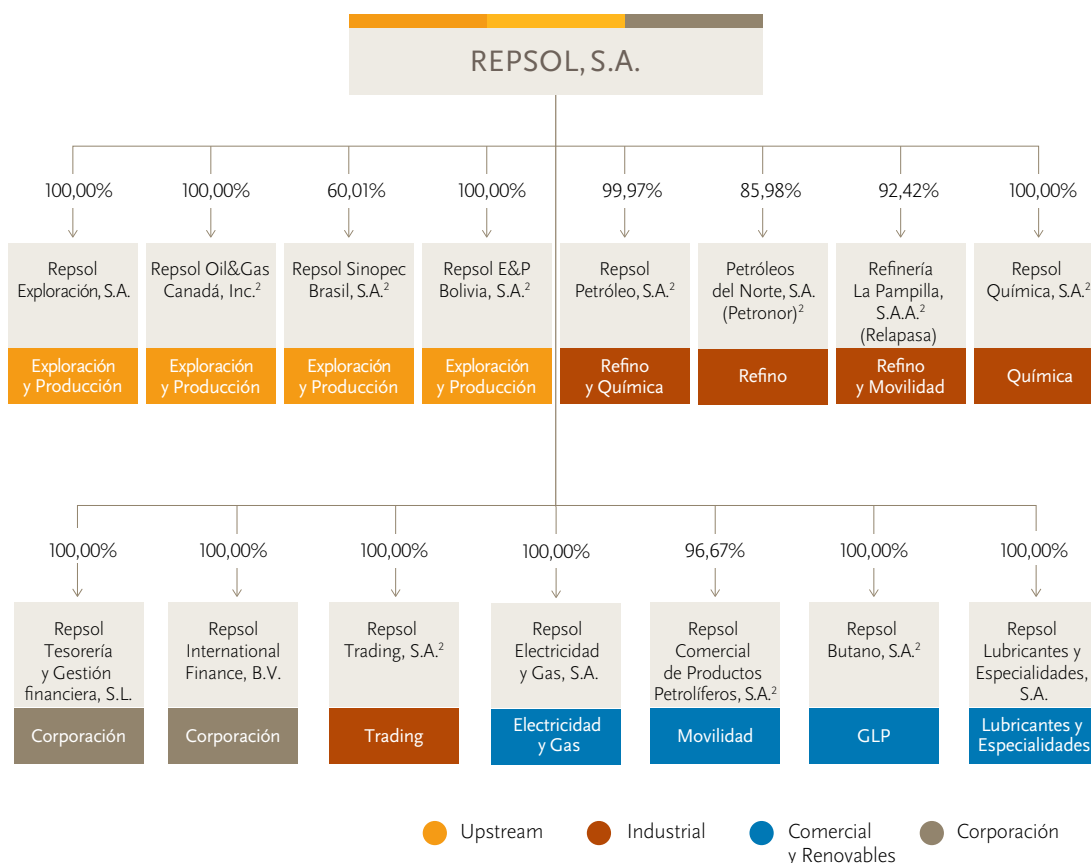 REPSOL, S.A.
100,00% 100,00% 60,01% 100,00% 99,97% 85,98% 92,42% 100,00%
Repsol
Exploración, S.A.
Exploración
y Producción
Repsol Oil&Gas
Canadá, Inc.²
Exploración
y Producción
Repsol Sinopec
Brasil, S.A.²
Exploración
y Producción
Repsol E&P
Bolivia, S.A.²
Exploración
y Producción
Repsol
Petróleo, S.A.²
Refino
y Química
Petróleos
del Norte, S.A.
(Petronor)²
Refino
Refinería
La Pampilla,
S.A.A.²
(Relapasa)
Refino
y Movilidad
Repsol
Química, S.A.²
Química
100,00% 100,00% 100,00% 100,00% 96,67% 100,00% 100,00%
Repsol
Tesorería
y Gestión
financiera, S.L.
Corporación
Repsol
International
Finance, B.V.
Corporación
Repsol
Trading, S.A.²
Trading
Repsol
Electricidad
y Gas, S.A.
Electricidad
y Gas
Repsol
Comercial
de Productos
Petrolíferos, S.A.²
Movilidad
Repsol
Butano, S.A.²
GLP
Repsol
Lubricantes y
Especialidades,
S.A.
Lubricantes y
Especialidades
Upstream
Industrial
Comercial
y Renovables
Corporación